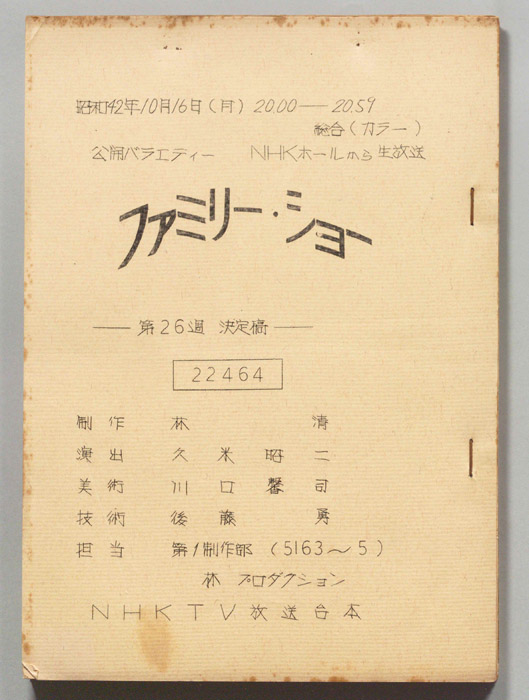 昭和42年10月16日(月) 20.00—20.59
総合(カラー)
公開バラエティー NHKホールから生放送
ファミリー・ショー
—第26週 決定稿—
22464
制作 林 清
演出 久米昭二
美術 川口馨司
技術 後藤勇
担当 第1制作部(5163〜5)
林プロダクション
NHKTV放送台本